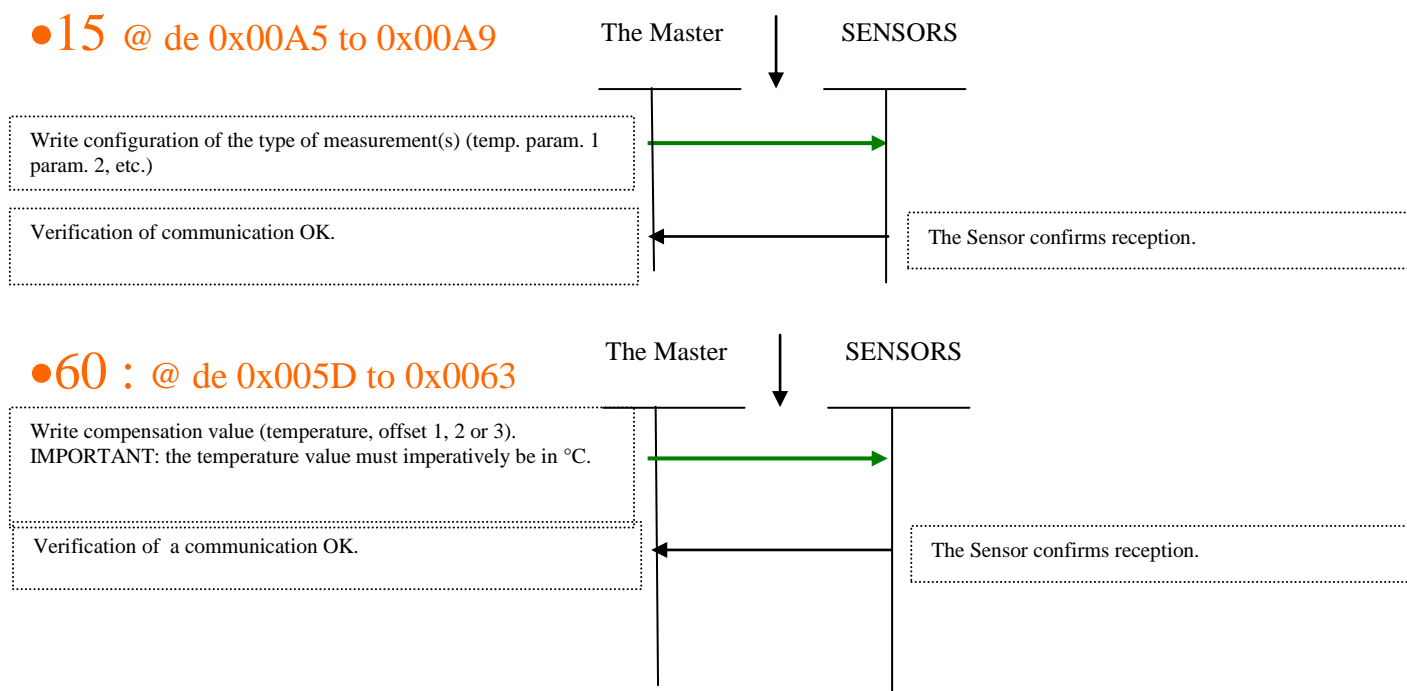 ●15 @ de 0x00A5 to 0x00A9
The Master
SENSORS
Write configuration of the type of measurement(s) (temp. param. 1
param. 2, etc.)
Verification of communication OK.
The Sensor confirms reception.
●60 : @ de 0x005D to 0x0063
The Master
SENSORS
Write compensation value (temperature, offset 1, 2 or 3).
IMPORTANT: the temperature value must imperatively be in °C.
Verification of a communication OK.
The Sensor confirms reception.